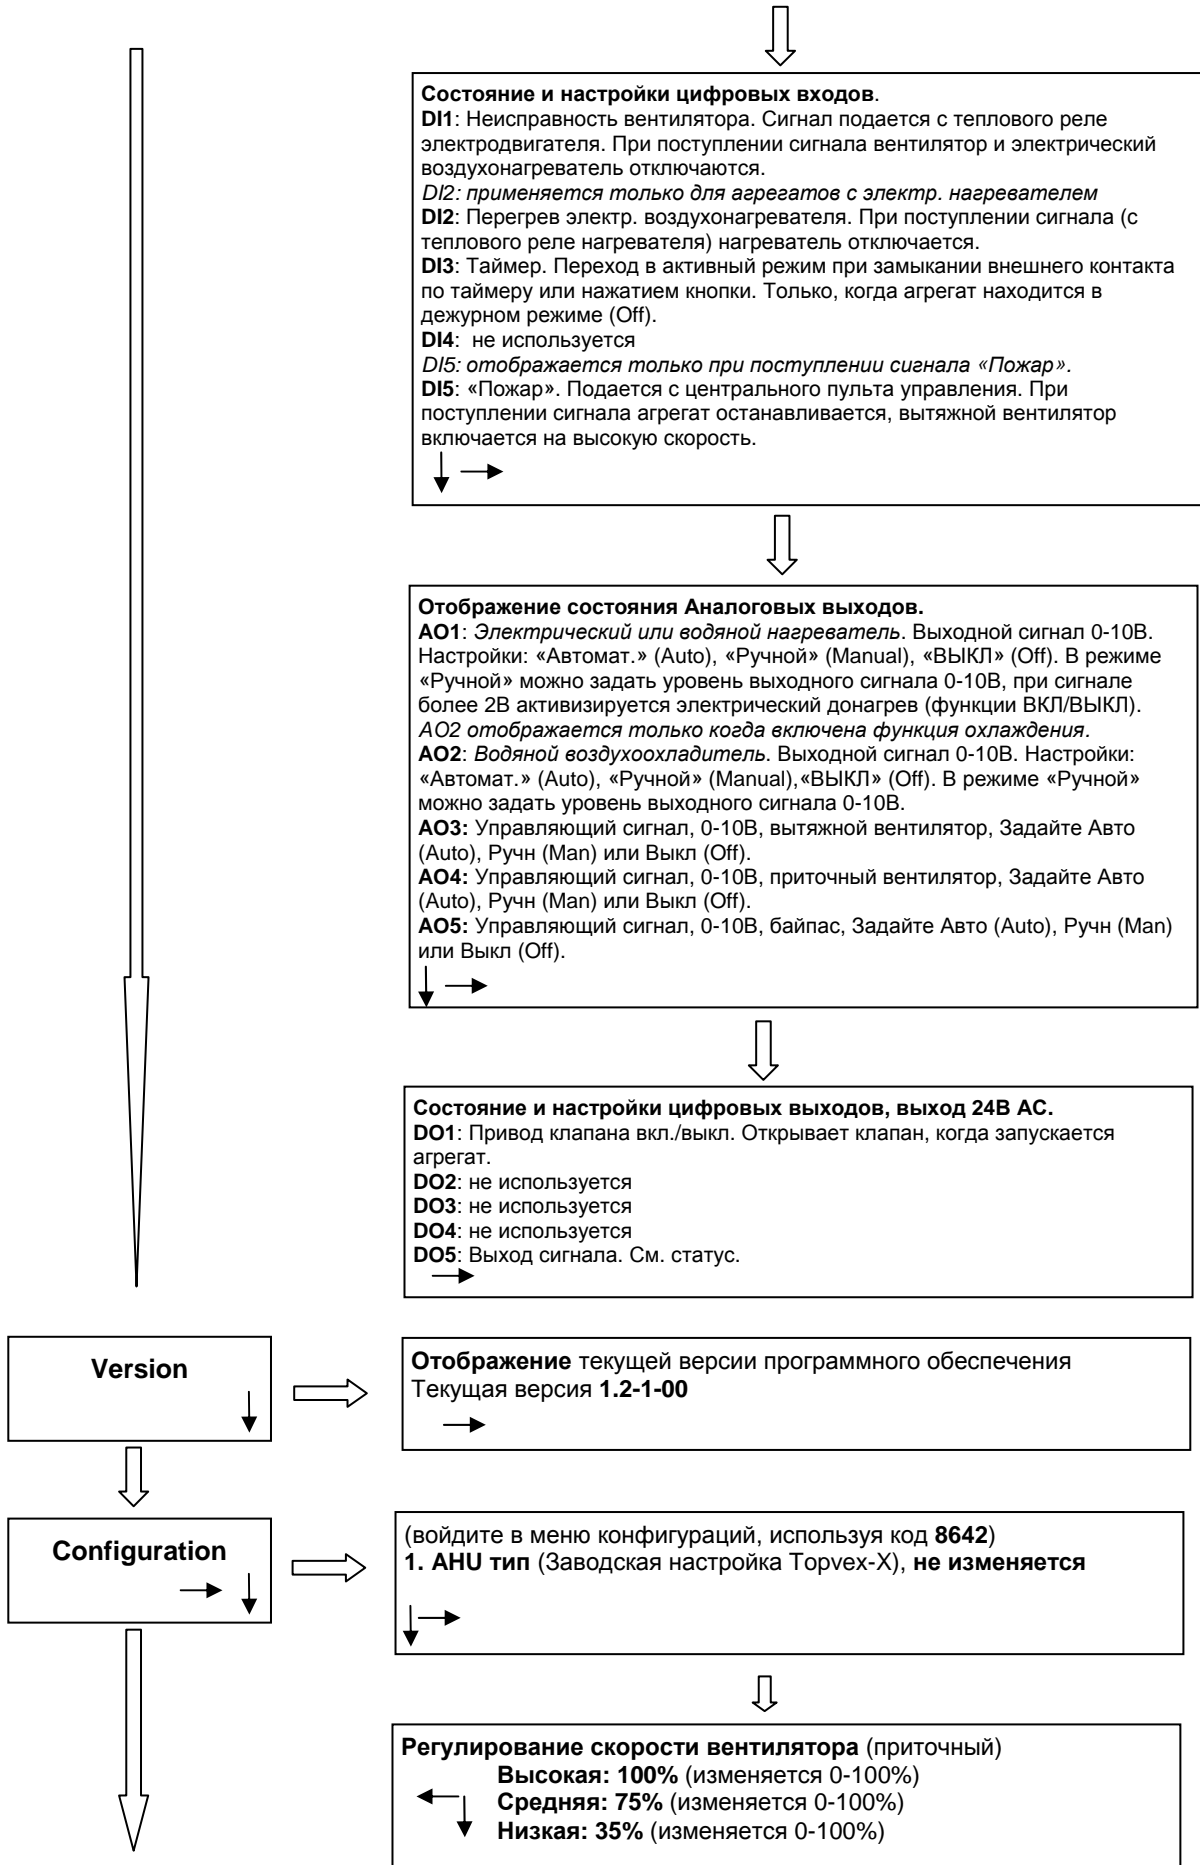 Состояние и настройки цифровых входов.
DI1: Неисправность вентилятора. Сигнал подается с теплового реле
электродвигателя. При поступлении сигнала вентилятор и электрический
воздухонагреватель отключаются.
DI2: применяется только для агрегатов с электр. нагревателем
DI2: Перегрев электр. воздухонагревателя. При поступлении сигнала (с
теплового реле нагревателя) нагреватель отключается.
DI3: Таймер. Переход в активный режим при замыкании внешнего контакта
по таймеру или нажатием кнопки. Только, когда агрегат находится в
дежурном режиме (Off).
DI4: не используется
DI5: отображается только при поступлении сигнала «Пожар».
DI5: «Пожар». Подается с центрального пульта управления. При
поступлении сигнала агрегат останавливается, вытяжной вентилятор
включается на высокую скорость.
Отображение состояния Аналоговых выходов.
AO1: Электрический или водяной нагреватель. Выходной сигнал 0-10В.
Настройки: «Автомат.» (Auto), «Ручной» (Manual), «ВЫКЛ» (Off). В режиме
«Ручной» можно задать уровень выходного сигнала 0-10В, при сигнале
более 2В активизируется электрический донагрев (функции ВКЛ/ВЫКЛ).
AO2 отображается только когда включена функция охлаждения.
AO2: Водяной воздухоохладитель. Выходной сигнал 0-10В. Настройки:
«Автомат.» (Auto), «Ручной» (Manual),«ВЫКЛ» (Off). В режиме «Ручной»
можно задать уровень выходного сигнала 0-10В.
AO3: Управляющий сигнал, 0-10В, вытяжной вентилятор, Задайте Авто
(Auto), Ручн (Man) или Выкл (Off).
AO4: Управляющий сигнал, 0-10В, приточный вентилятор, Задайте Авто
(Auto), Ручн (Man) или Выкл (Off).
AO5: Управляющий сигнал, 0-10В, байпас, Задайте Авто (Auto), Ручн (Man)
или Выкл (Off).
Состояние и настройки цифровых выходов, выход 24В AC.
DO1: Привод клапана вкл./выкл. Открывает клапан, когда запускается
агрегат.
DO2: не используется
DO3: не используется
DO4: не используется
DO5: Выход сигнала. См. статус.
Version
Отображение текущей версии программного обеспечения
Текущая версия 1.2-1-00
Configuration
(войдите в меню конфигураций, используя код 8642)
1. AHU тип (Заводская настройка Topvex-X), не изменяется
Регулирование скорости вентилятора (приточный)
Высокая: 100% (изменяется 0-100%)
Средняя: 75% (изменяется 0-100%)
Низкая: 35% (изменяется 0-100%)